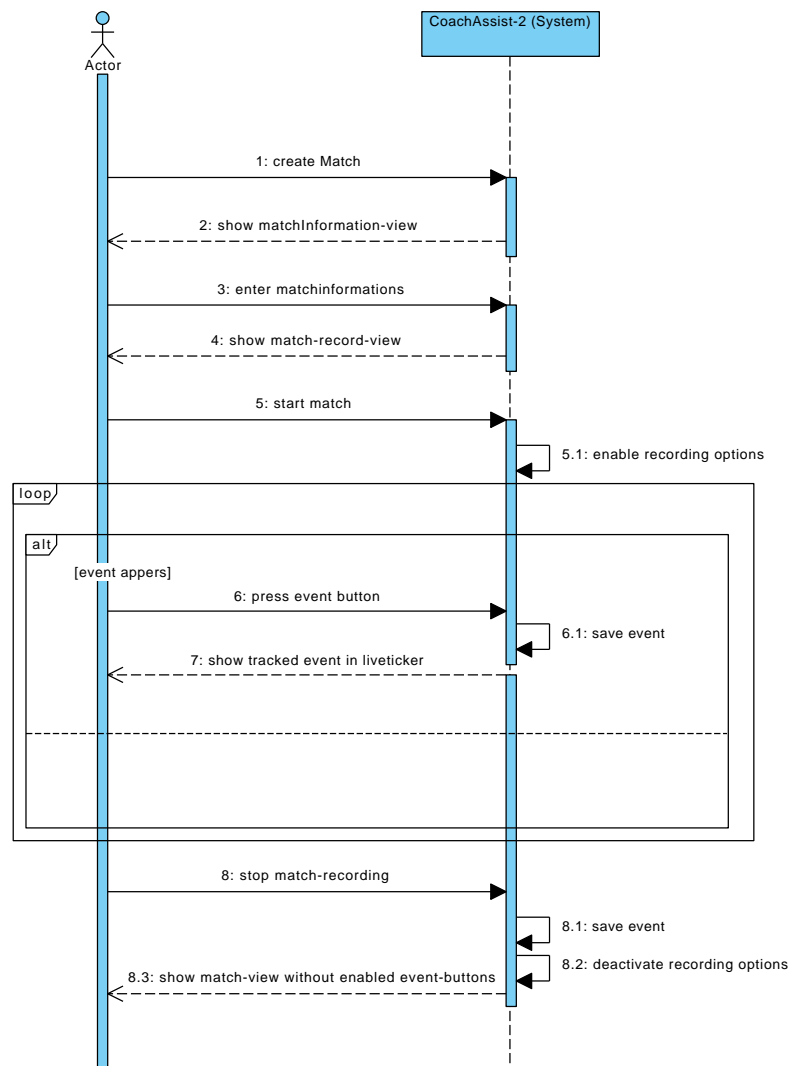 CoachAssist-2 (System)
Actor
1: create Match
2: show matchInformation-view
3: enter matchinformations
4: show match-record-view
5: start match
5.1: enable recording options
loop
alt
[event appers]
6: press event button
6.1: save event
7: show tracked event in liveticker
8: stop match-recording
8.1: save event
8.2: deactivate recording options
8.3: show match-view without enabled event-buttons